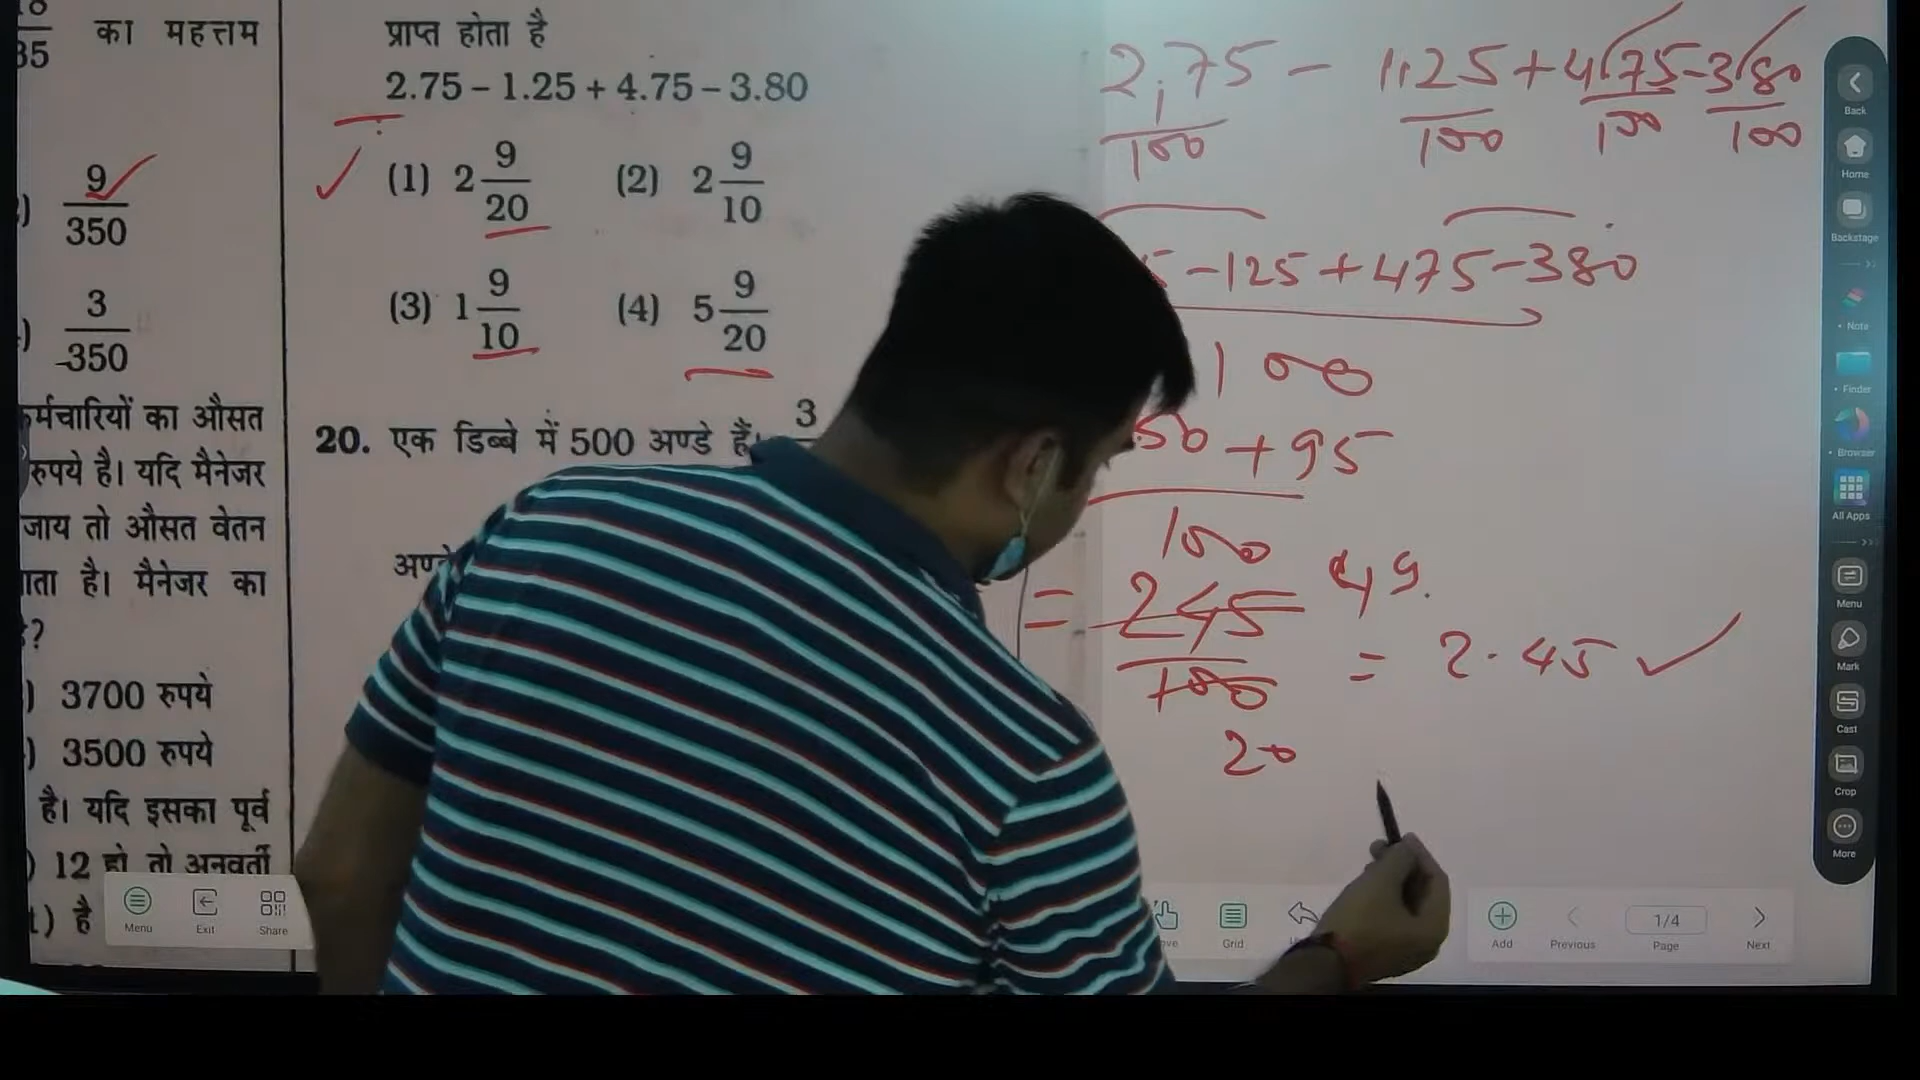 का महत्तम
35
9
350
3
350
कर्मचारियों का औसत
रुपये है। यदि मैनेजर
जाय तो औसत वेतन
मैनेजर का
?
3700 रुपये
3500 रुपये
है। यदि इसका पूर्व
12 हो तो अनवर्ती
है
प्राप्त होता है
2.75 – 1.25 + 4.75 – 3.80
(1) 2 9/20 (2) 2 9/10
(3) 1 9/10 (4) 5 9/20
20. एक डिब्बे में 500 अण्डे हैं। 3
2.75 – 1.25 + 4.75 – 3.80
100 100 100 100
– 125 + 475 – 380
100
50 + 95
100
= 245 49
100 = 2.45 ✓
20
Back
Home
Backstage
Note
Finder
Browser
All Apps
Menu
Mark
Cast
Crop
More
Menu Exit Share
Grid
Add Previous 1/4 Page Next